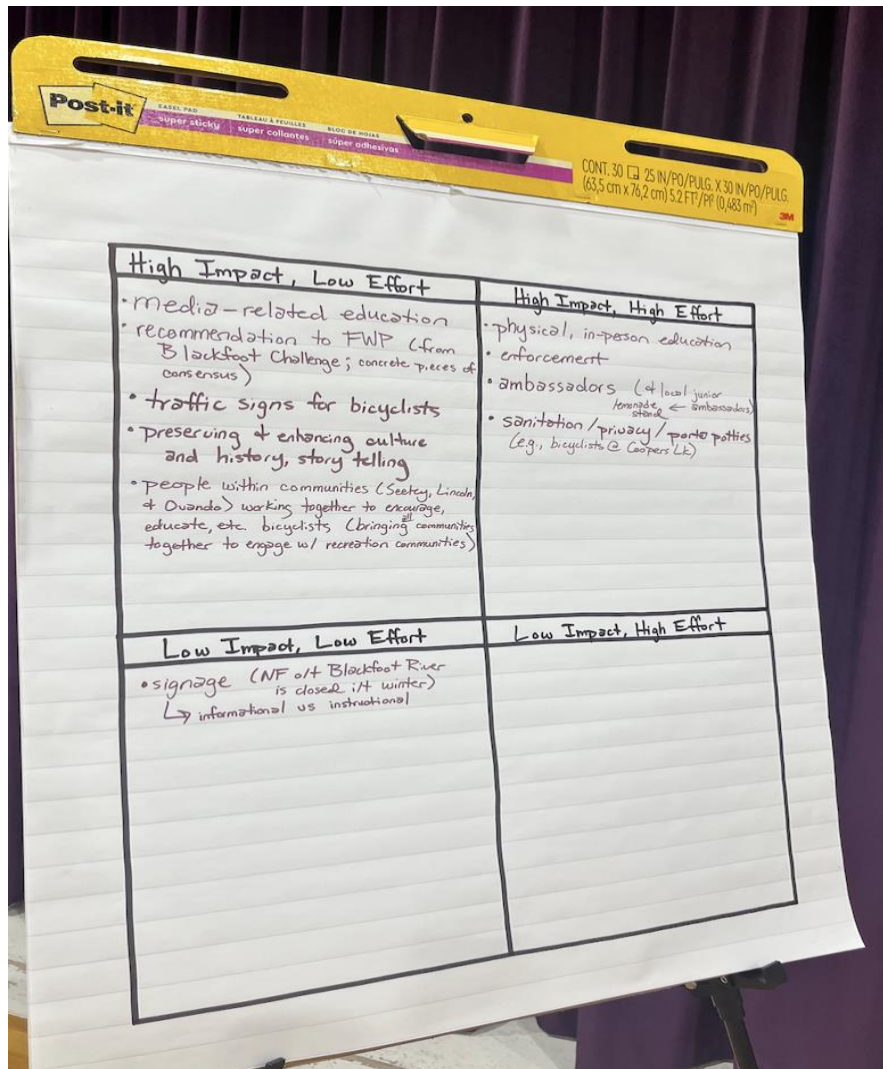 Post-it
EASEL PAD
super sticky
TABLEAU À FEUILLES
super collantes
BLOC DE HOJAS
súper adhesivas
CONT. 30 25 IN/PO/PULG. X 30 IN/PO/PULG.
(63,5 cm x 76,2 cm) 5.2 FT²/PI² (0,483 m²)
3M
High Impact, Low Effort
• media-related education
• recommendation to FWP (from
Blackfoot Challenge; concrete pieces of
consensus)
• traffic signs for bicyclists
• preserving & enhancing culture
and history, story telling
• people within communities (Seeley, Lincoln,
& Ovando) working together to encourage,
educate, etc. bicyclists (bringing all communities
together to engage w/ recreation communities)
High Impact, High Effort
• physical, in-person education
• enforcement
• ambassadors (& local junior
lemonade stand ← ambassadors)
• sanitation/privacy/porta potties
(e.g., bicyclists @ Coopers Lk)
Low Impact, Low Effort
• signage (NF o/t Blackfoot River
is closed i/t winter)
↳ informational vs instructional
Low Impact, High Effort